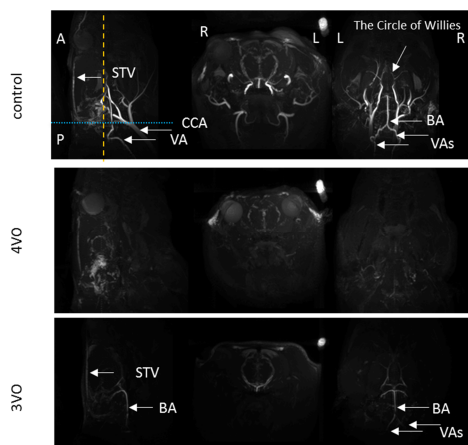 The Circle of Willies
A
R
L
L
R
STV
control
CCA
BA
P
VA
VAs
4VO
3VO
STV
BA
BA
VAs